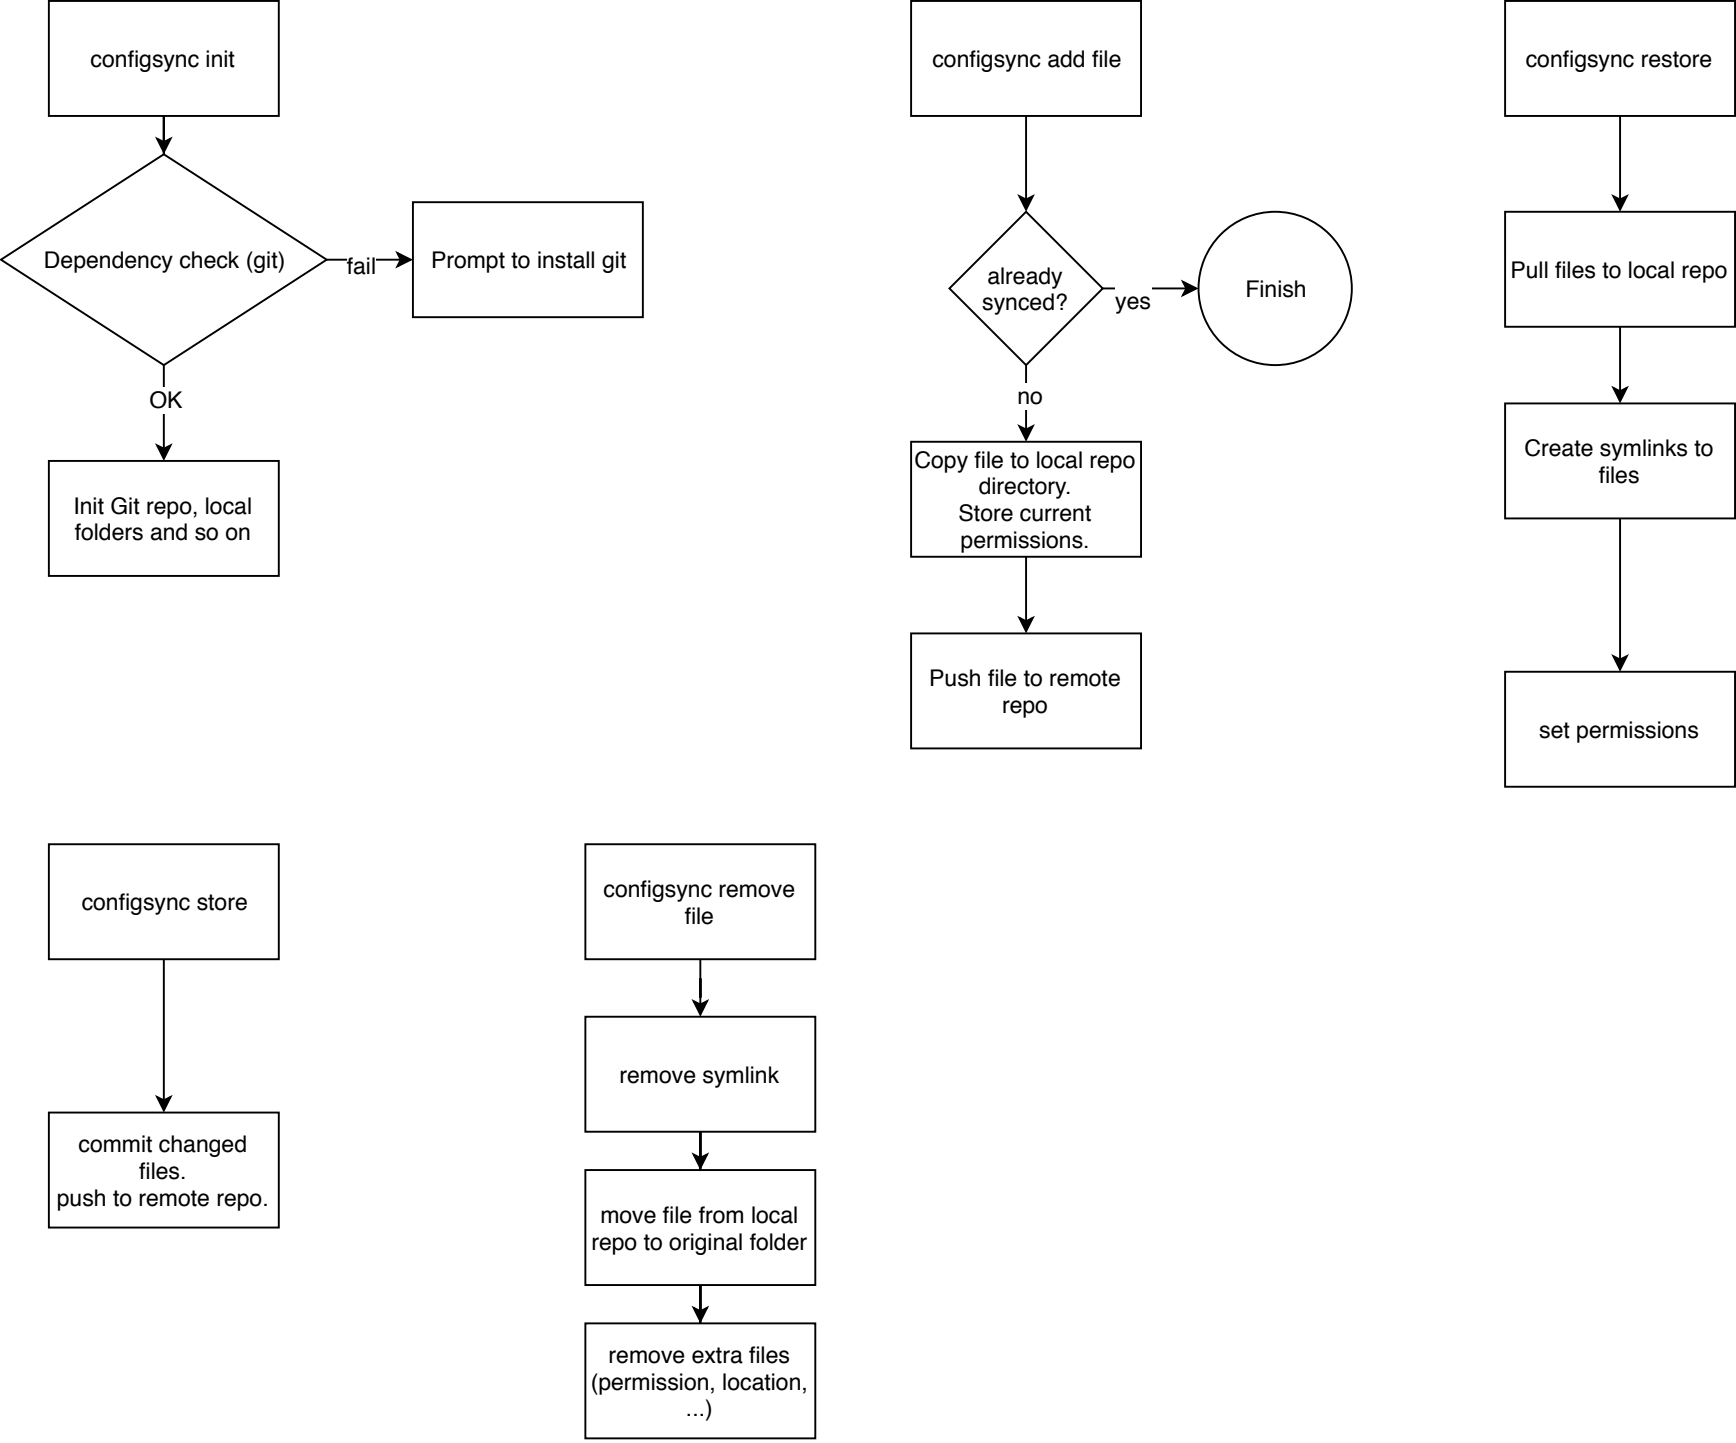 configsync init
Dependency check (git)
fail
Prompt to install git
OK
Init Git repo, local
folders and so on
configsync add file
already
synced?
yes
Finish
no
Copy file to local repo
directory.
Store current
permissions.
Push file to remote
repo
configsync restore
Pull files to local repo
Create symlinks to
files
set permissions
configsync store
commit changed
files.
push to remote repo.
configsync remove
file
remove symlink
move file from local
repo to original folder
remove extra files
(permission, location,
...)